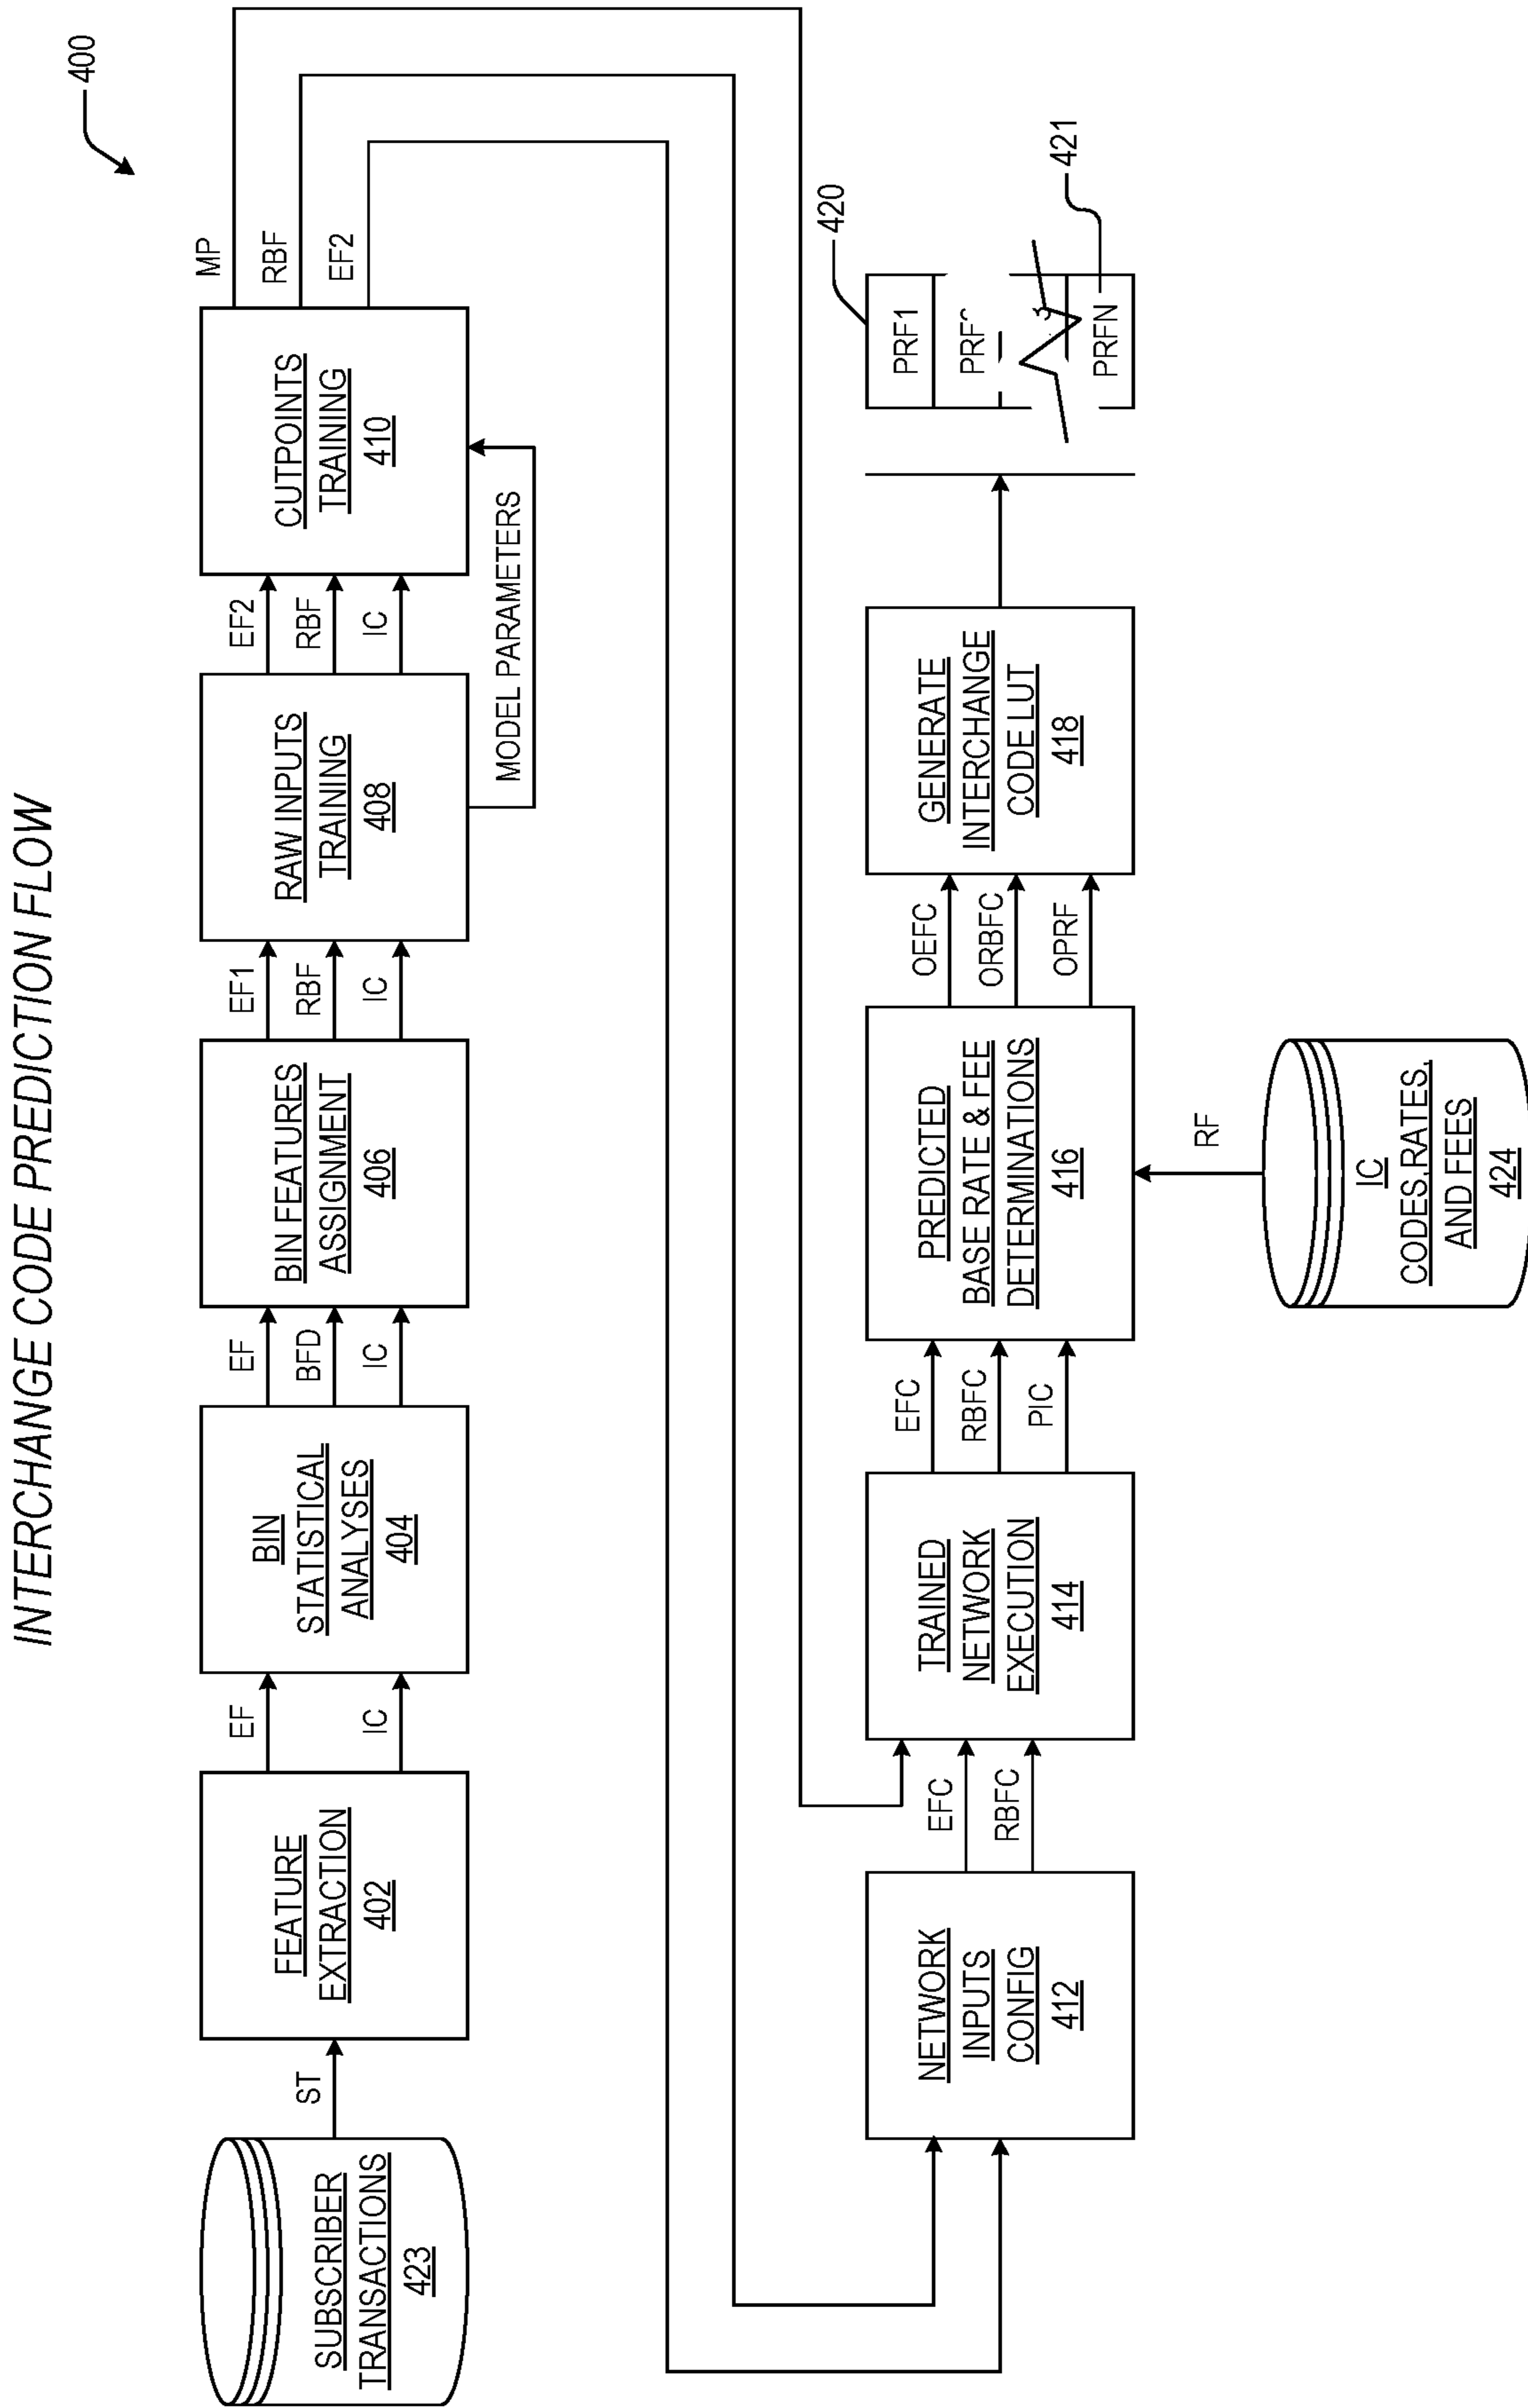 INTERCHANGE CODE PREDICTION FLOW
400
SUBSCRIBER
TRANSACTIONS
423
ST
FEATURE
EXTRACTION
402
EF
IC
BIN
STATISTICAL
ANALYSES
404
EF
BFD
IC
BIN FEATURES
ASSIGNMENT
406
EF1
RBF
IC
RAW INPUTS
TRAINING
408
MODEL PARAMETERS
EF2
RBF
IC
CUTPOINTS
TRAINING
410
MP
RBF
EF2
NETWORK
INPUTS
CONFIG
412
EFC
RBFC
TRAINED
NETWORK
EXECUTION
414
EFC
RBFC
PIC
PREDICTED
BASE RATE & FEE
DETERMINATIONS
416
RF
IC
CODES,RATES,
AND FEES
424
OEFC
ORBFC
OPRF
GENERATE
INTERCHANGE
CODE LUT
418
420
PRF1
PRFN
421